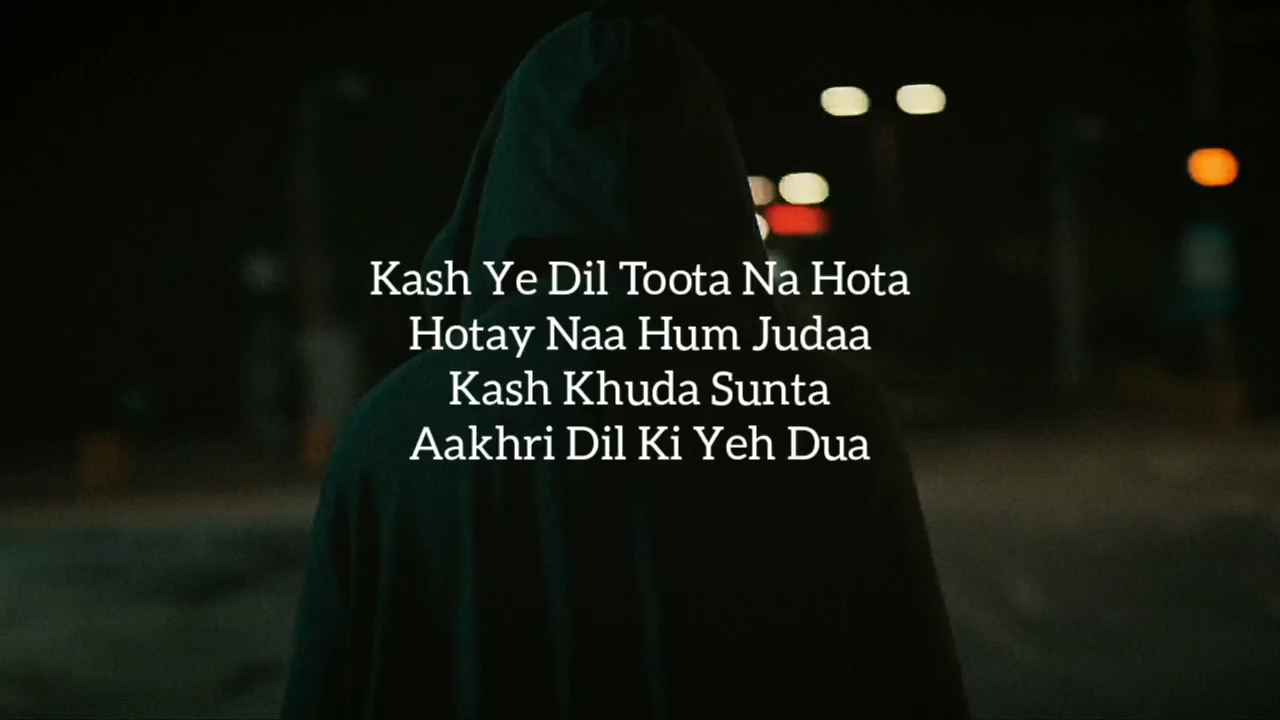 Kash Ye Dil Toota Na Hota
Hotay Naa Hum Judaa
Kash Khuda Sunta
Aakhri Dil Ki Yeh Dua